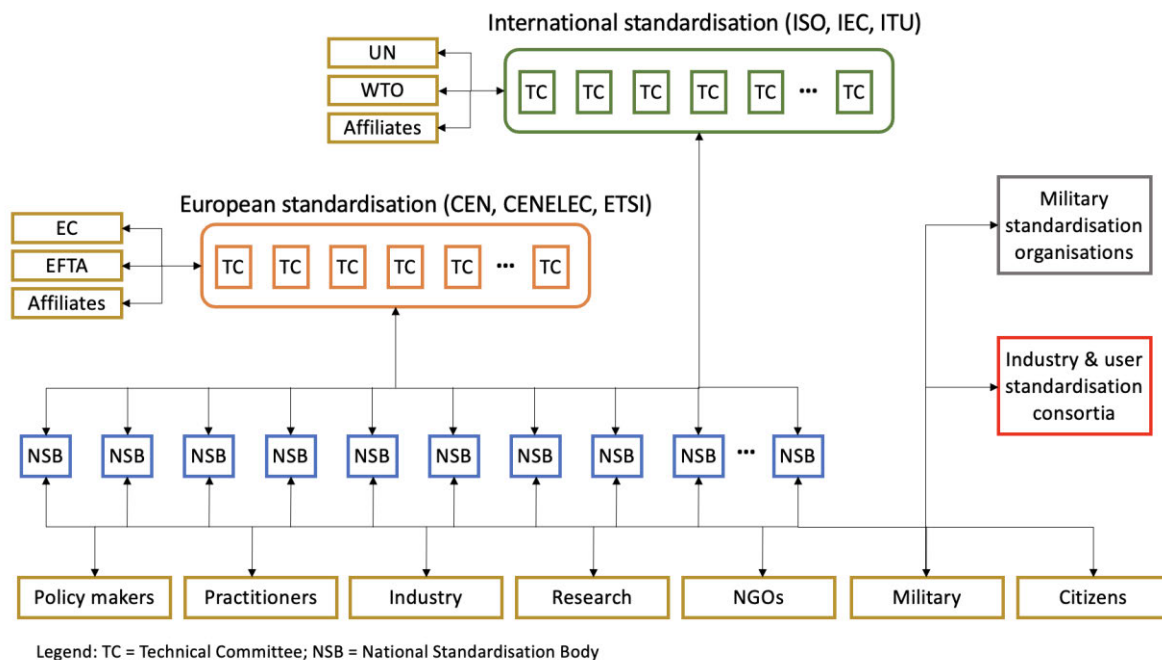 International standardisation (ISO, IEC, ITU)
UN
WTO
Affiliates
TC TC TC TC TC ••• TC
European standardisation (CEN, CENELEC, ETSI)
EC
EFTA
Affiliates
TC TC TC TC TC ••• TC
Military
standardisation
organisations
Industry & user
standardisation
consortia
NSB NSB NSB NSB NSB NSB NSB NSB NSB ••• NSB
Policy makers Practitioners Industry Research NGOs Military Citizens
Legend: TC = Technical Committee; NSB = National Standardisation Body